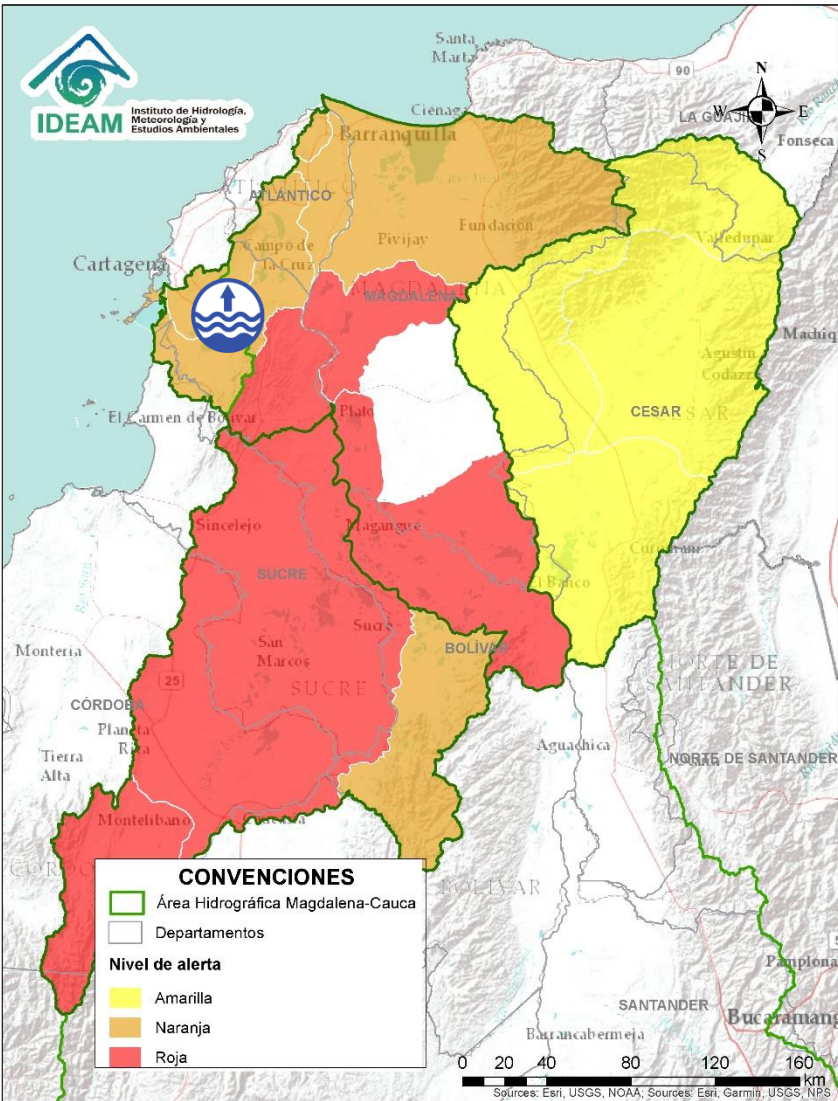 IDEAM
Instituto de Hidrología,
Meteorología y
Estudios Ambientales
Santa
Marta
90
N
W
E
S
Ciénaga
LA GUAJI
Fonseca
Barranquilla
ATLÁNTICO
Fundación
Pivijay
Valledupar
Campo de
la Cruz
Cartagena
MAGDALENA
Machiq
Agustín
Codazzi
CESAR
El Carmen de Bolívar
Plato
Sincelejo
Magangué
SUCRE
El Banco
Sucre
San
Marcos
BOLÍVAR
Montería
SUCRE
25
NORTE DE
SANTANDER
CÓRDOBA
Planeta
Rica
Aguachica
Tierra
Alta
NORTE DE SANTANDER
Montelíbano
BOLÍVAR
CONVENCIONES
Área Hidrográfica Magdalena-Cauca
Departamentos
Nivel de alerta
Amarilla
Naranja
Roja
Pamplona
SANTANDER
Bucaramang
Barrancabermeja
0 20 40 80 120 160
km
Sources: Esri, USGS, NOAA; Sources: Esri, Garmin, USGS, NPS